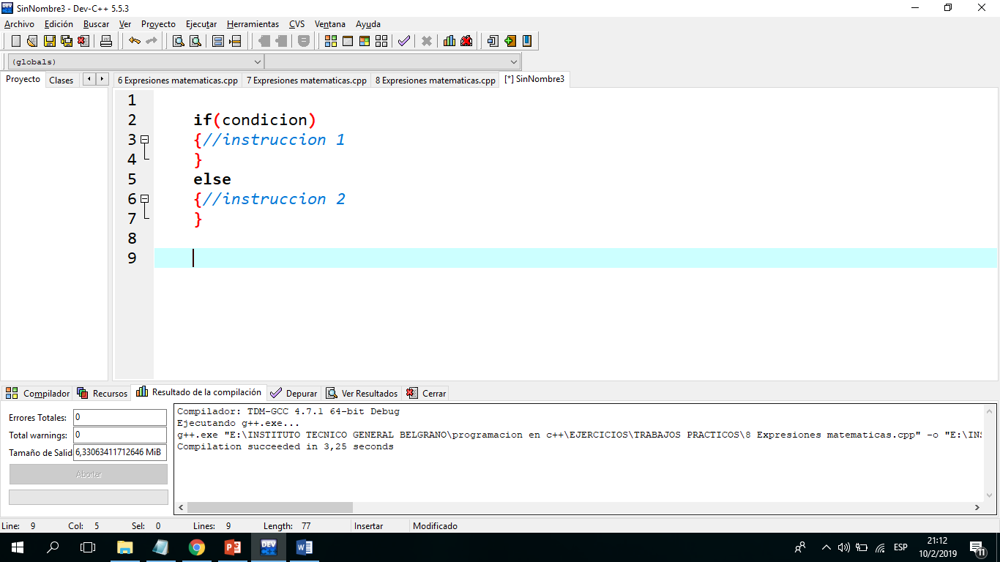 SinNombre3 - Dev-C++ 5.5.3
Archivo Edición Buscar Ver Proyecto Ejecutar Herramientas CVS Ventana Ayuda
(globals)
Proyecto Clases 6 Expresiones matematicas.cpp 7 Expresiones matematicas.cpp 8 Expresiones matematicas.cpp [*] SinNombre3
1
2 if(condicion)
3 {//instruccion 1
4 }
5 else
6 {//instruccion 2
7 }
8
9
Compilador Recursos Resultado de la compilación Depurar Ver Resultados Cerrar
Errores Totales: 0
Total warnings: 0
Tamaño de Salid 6,33063411712646 MiB
Abortar
Compilador: TDM-GCC 4.7.1 64-bit Debug
Ejecutando g++.exe...
g++.exe "E:\INSTITUTO TECNICO GENERAL BELGRANO\programacion en c++\EJERCICIOS\TRABAJOS PRACTICOS\8 Expresiones matematicas.cpp" -o "E:\INS
Compilation succeeded in 3,25 seconds
Line: 9 Col: 5 Sel: 0 Lines: 9 Length: 77 Insertar Modificado
DEV
ESP
21:12
10/2/2019
11